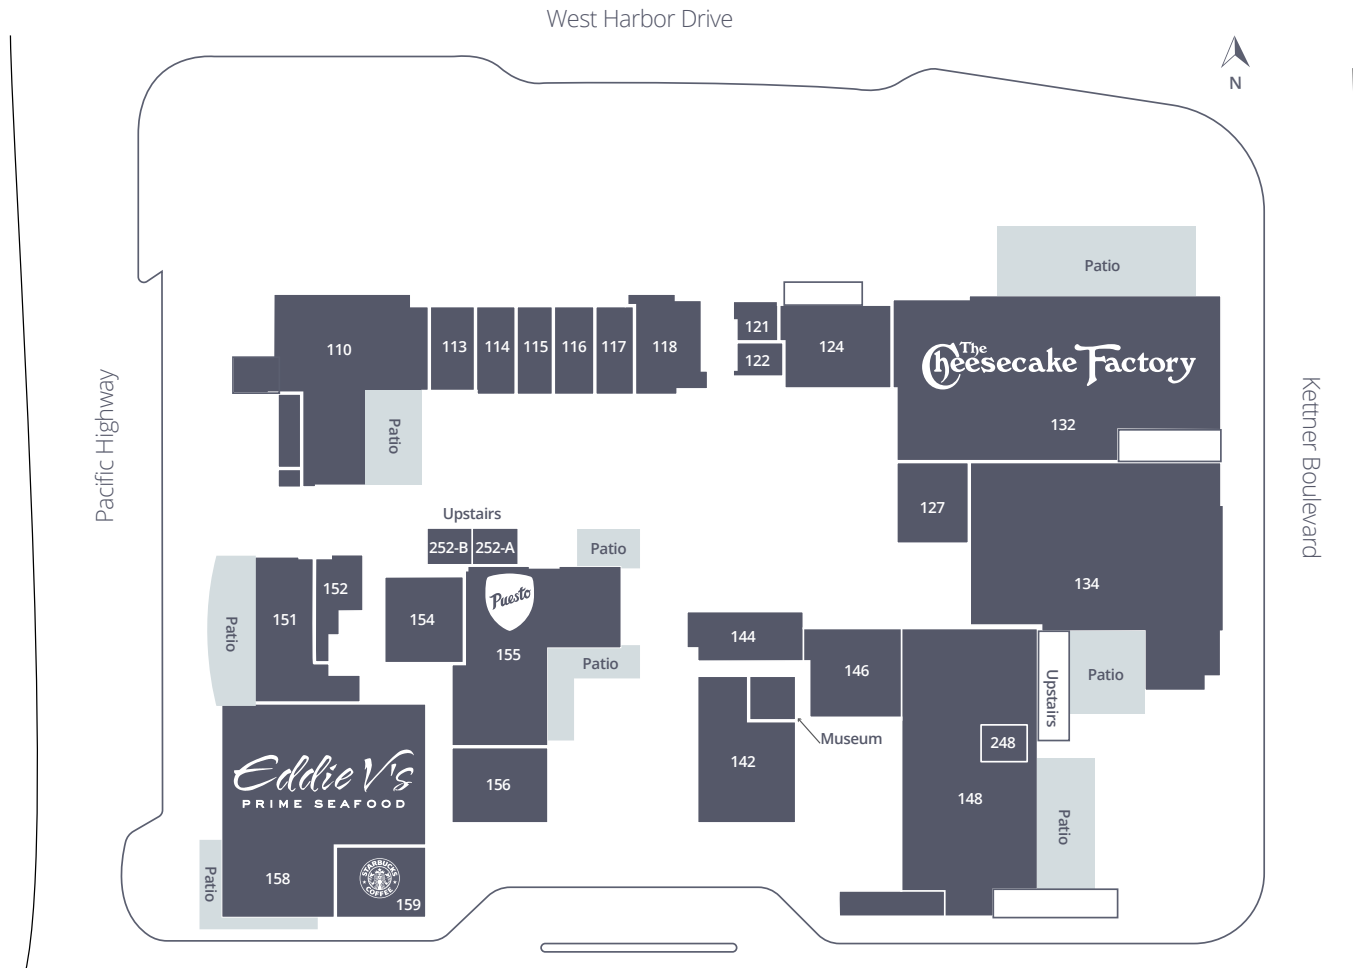 West Harbor Drive
N
Patio
The
Cheesecake Factory
121
110
113
114
115
116
117
118
124
122
132
Patio
Pacific Highway
Kettner Boulevard
127
Upstairs
252-B
252-A
Patio
134
152
Puesto
151
154
Patio
144
155
Patio
146
Patio
Upstairs
Museum
248
142
Eddie V's
PRIME SEAFOOD
156
148
Patio
158
Patio
STARBUCKS
COFFEE
159